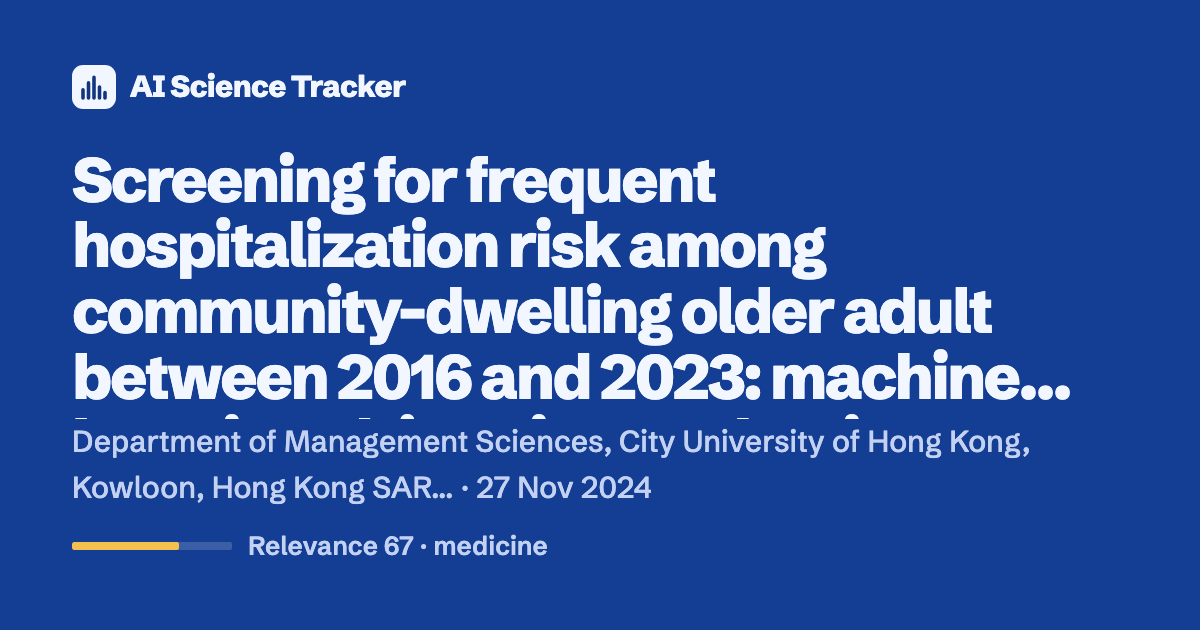 AI Science Tracker
Screening for frequent
hospitalization risk among
community-dwelling older adult
between 2016 and 2023: machine...
Department of Management Sciences, City University of Hong Kong,
Kowloon, Hong Kong SAR... · 27 Nov 2024
Relevance 67 · medicine